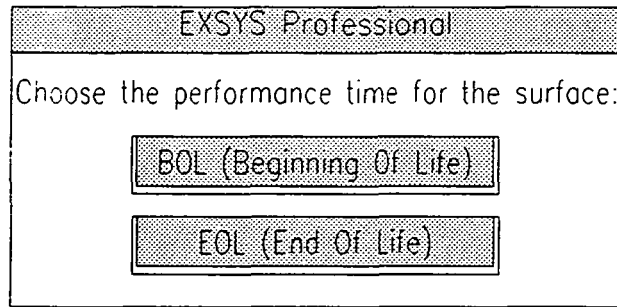 EXSYS Professional
Choose the performance time for the surface:
BOL (Beginning Of Life)
EOL (End Of Life)